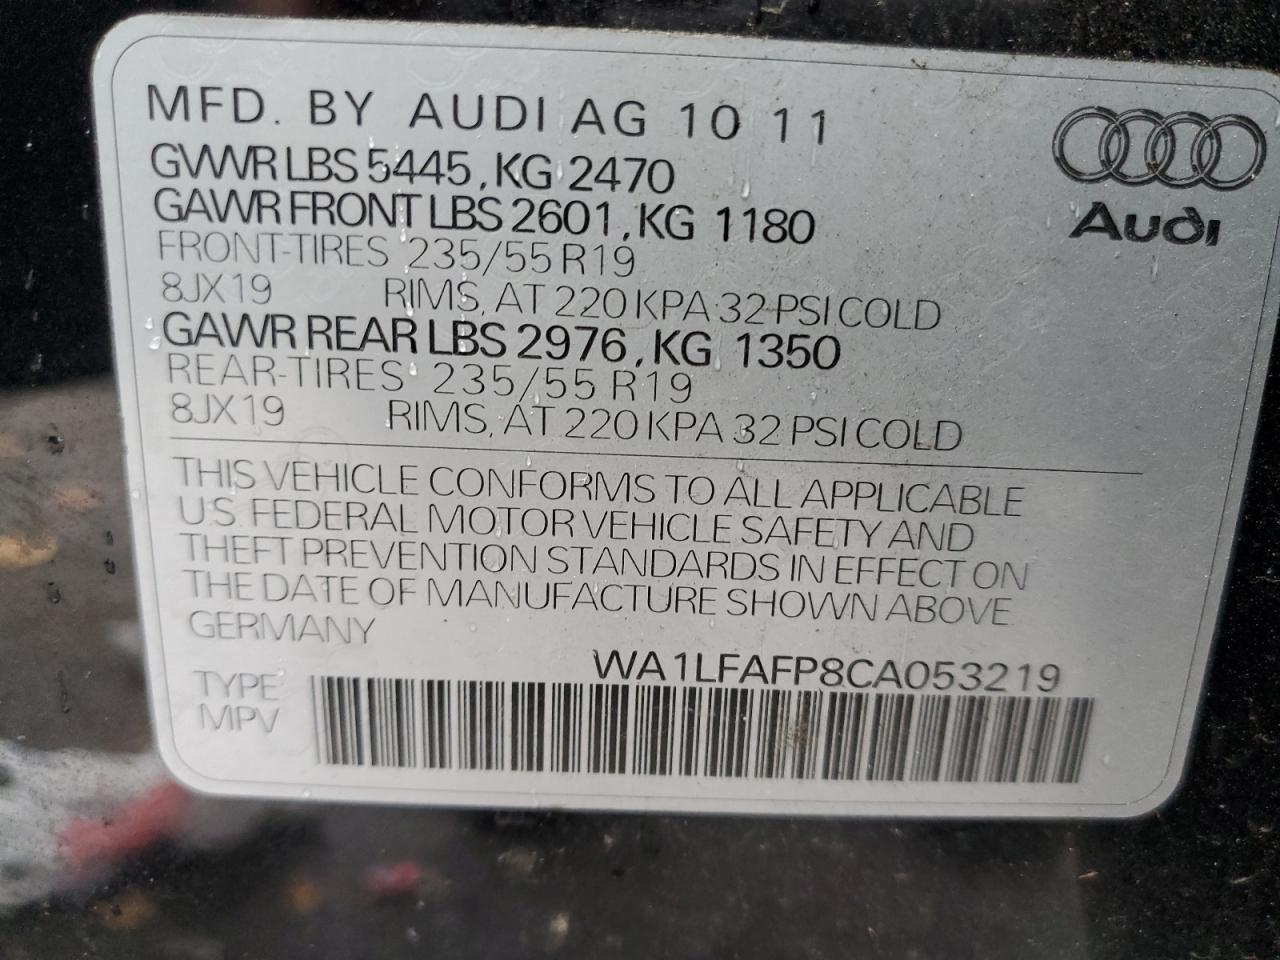 MFD. BY AUDI AG 10 11
GVWR LBS 5445, KG 2470
GAWR FRONT LBS 2601, KG 1180
FRONT-TIRES 235/55 R19
8JX19 RIMS, AT 220 KPA 32 PSI COLD
GAWR REAR LBS 2976, KG 1350
REAR-TIRES 235/55 R19
8JX19 RIMS, AT 220 KPA 32 PSI COLD
Audi
THIS VEHICLE CONFORMS TO ALL APPLICABLE
U.S. FEDERAL MOTOR VEHICLE SAFETY AND
THEFT PREVENTION STANDARDS IN EFFECT ON
THE DATE OF MANUFACTURE SHOWN ABOVE
GERMANY
WA1LFAFP8CA053219
TYPE
MPV